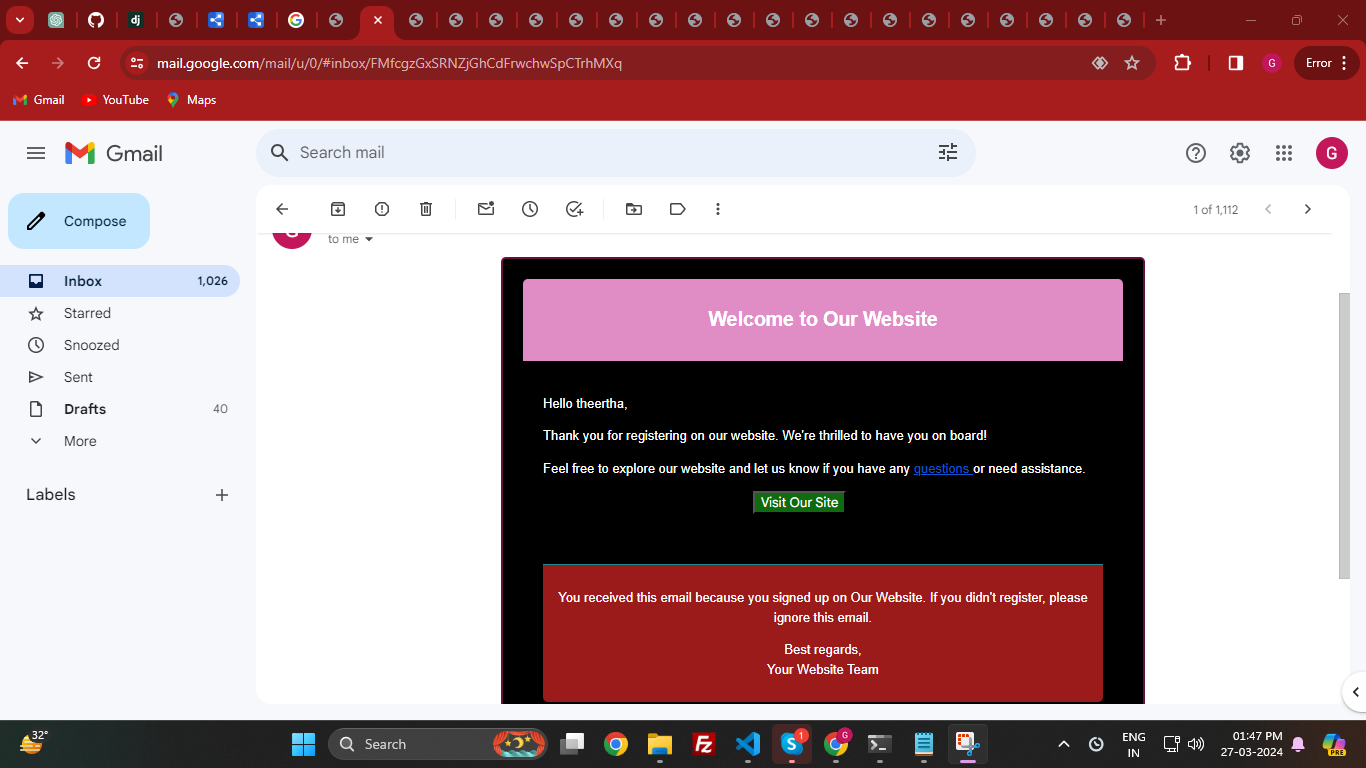 dj
mail.google.com/mail/u/0/#inbox/FMfcgzGxSRNZjGhCdFrwchwSpCTrhMXq
G
Error
Gmail
YouTube
Maps
Gmail
Search mail
G
Compose
1 of 1,112
G
to me
Inbox 1,026
Starred
Snoozed
Sent
Drafts 40
More
Labels
Welcome to Our Website
Hello theertha,
Thank you for registering on our website. We're thrilled to have you on board!
Feel free to explore our website and let us know if you have any questions or need assistance.
Visit Our Site
You received this email because you signed up on Our Website. If you didn't register, please
ignore this email.
Best regards,
Your Website Team
32°
Search
Fz
S
1
G
ENG
IN
01:47 PM
27-03-2024
PRE